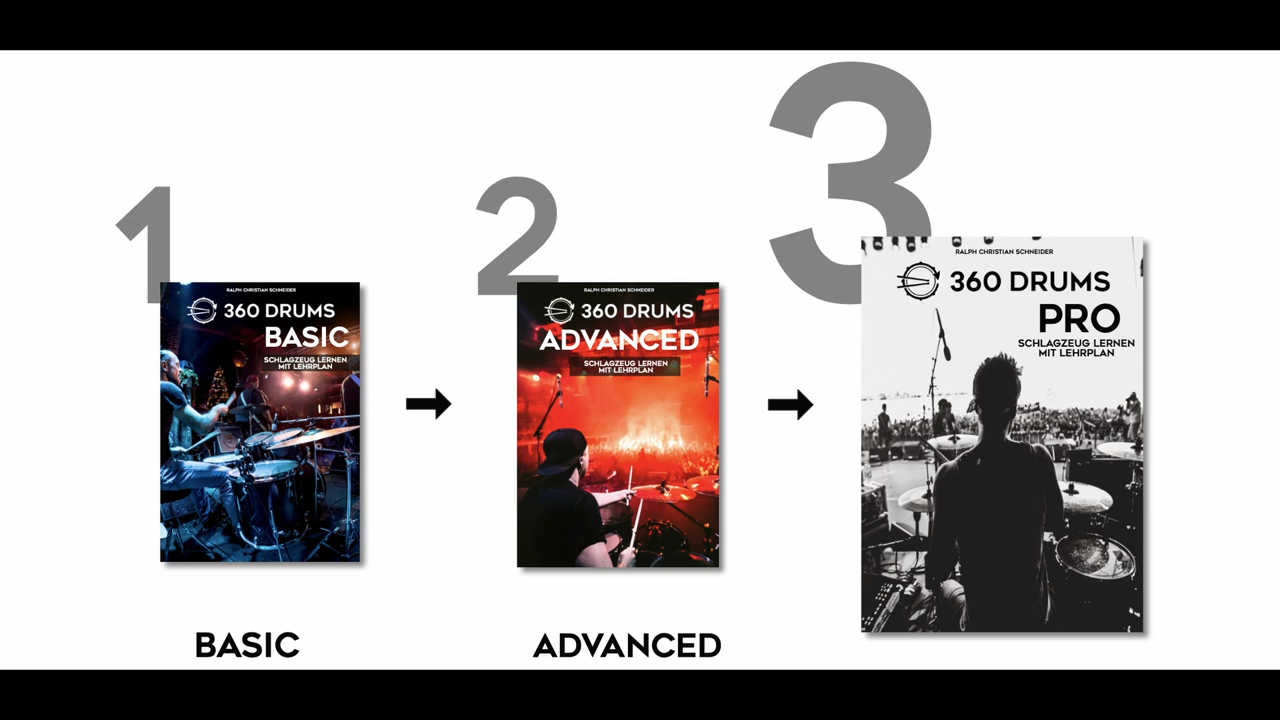 1
RALPH CHRISTIAN SCHNEIDER
360 DRUMS
BASIC
SCHLAGZEUG LERNEN
MIT LEHRPLAN
BASIC
2
RALPH CHRISTIAN SCHNEIDER
360 DRUMS
ADVANCED
SCHLAGZEUG LERNEN
MIT LEHRPLAN
ADVANCED
3
RALPH CHRISTIAN SCHNEIDER
360 DRUMS
PRO
SCHLAGZEUG LERNEN
MIT LEHRPLAN